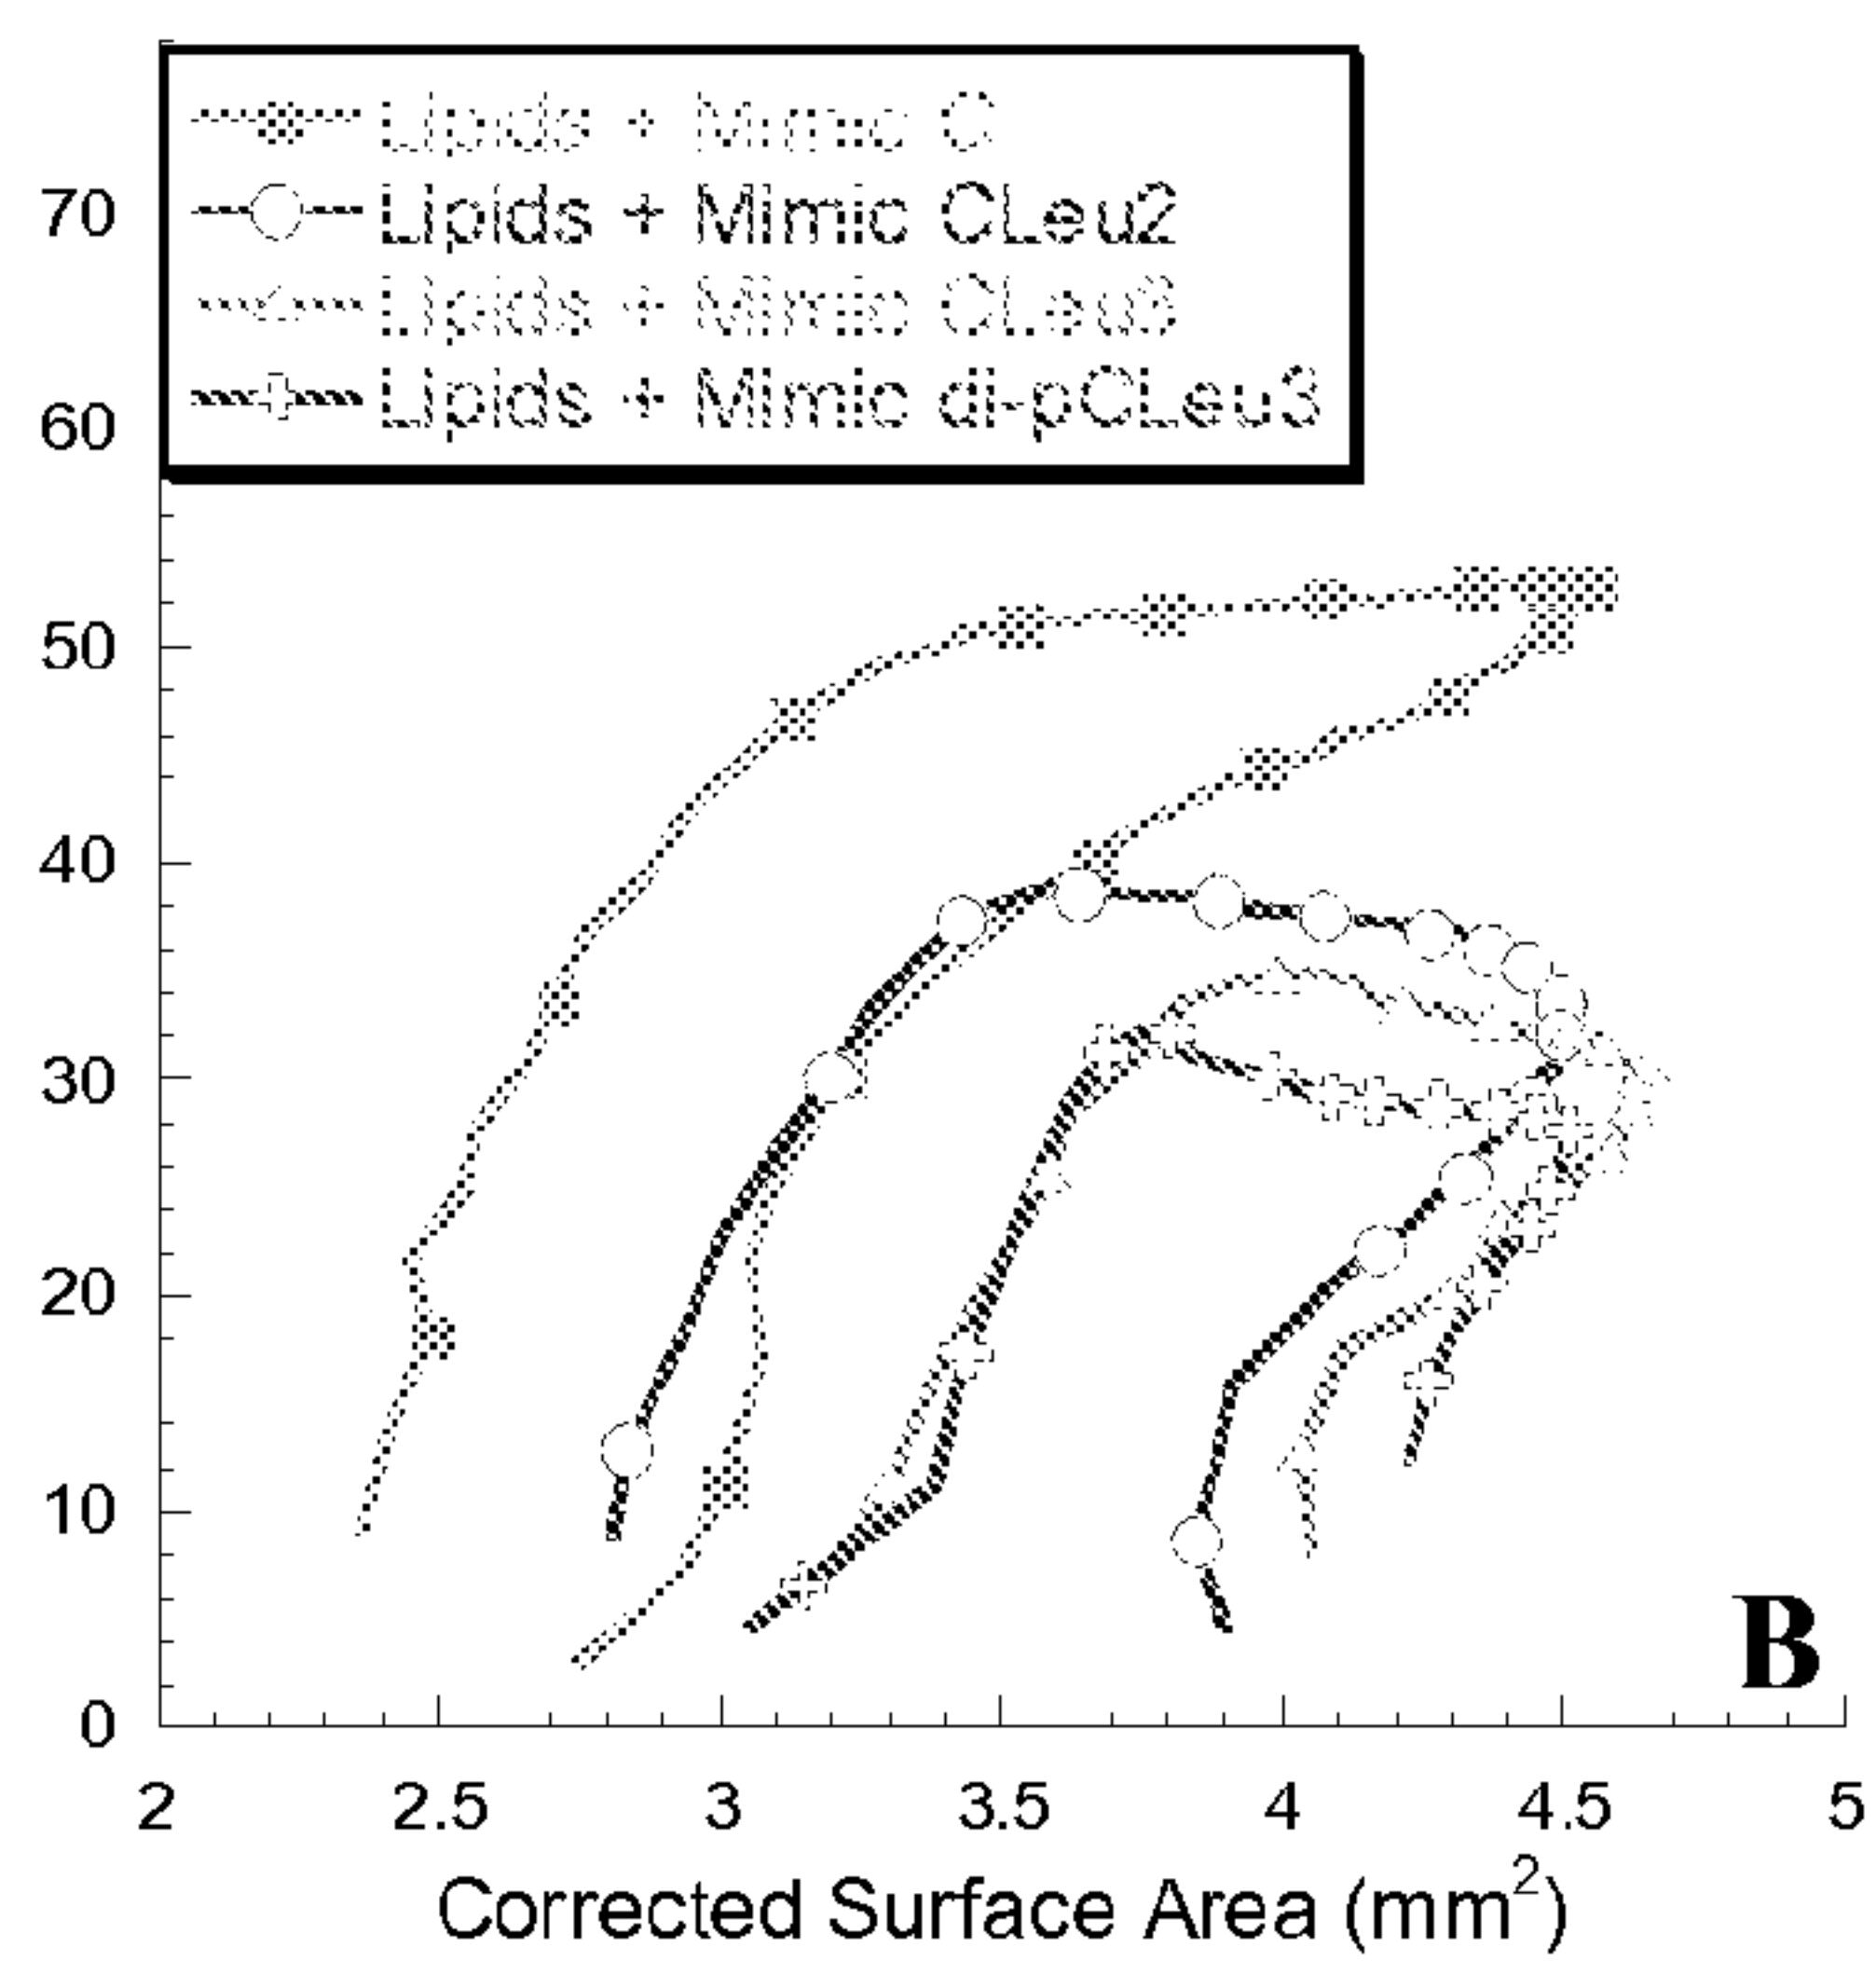 Lipids + Mimic C
Lipids + Mimic CLeu2
Lipids + Mimic CLeu3
Lipids + Mimic di-pCLeu3
70
60
50
40
30
20
10
0
B
2 2.5 3 3.5 4 4.5 5
Corrected Surface Area (mm²)